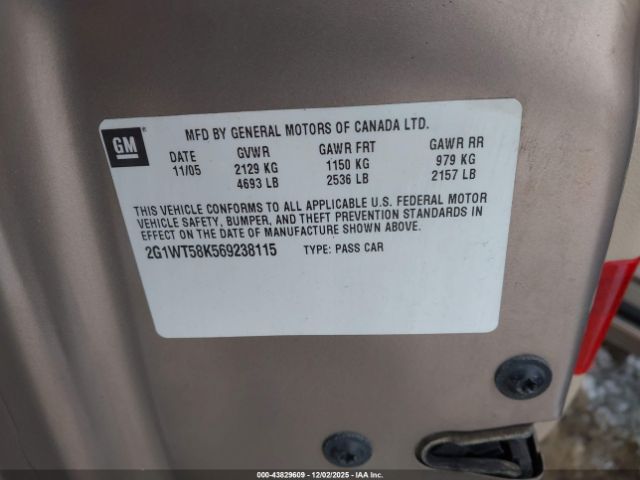 GM
MFD BY GENERAL MOTORS OF CANADA LTD.
DATE GVWR GAWR FRT GAWR RR
11/05 2129 KG 1150 KG 979 KG
4693 LB 2536 LB 2157 LB
THIS VEHICLE CONFORMS TO ALL APPLICABLE U.S. FEDERAL MOTOR
VEHICLE SAFETY, BUMPER, AND THEFT PREVENTION STANDARDS IN
EFFECT ON THE DATE OF MANUFACTURE SHOWN ABOVE.
2G1WT58K569238115 TYPE: PASS CAR
000-43829609 - 12/02/2025 - IAA Inc.